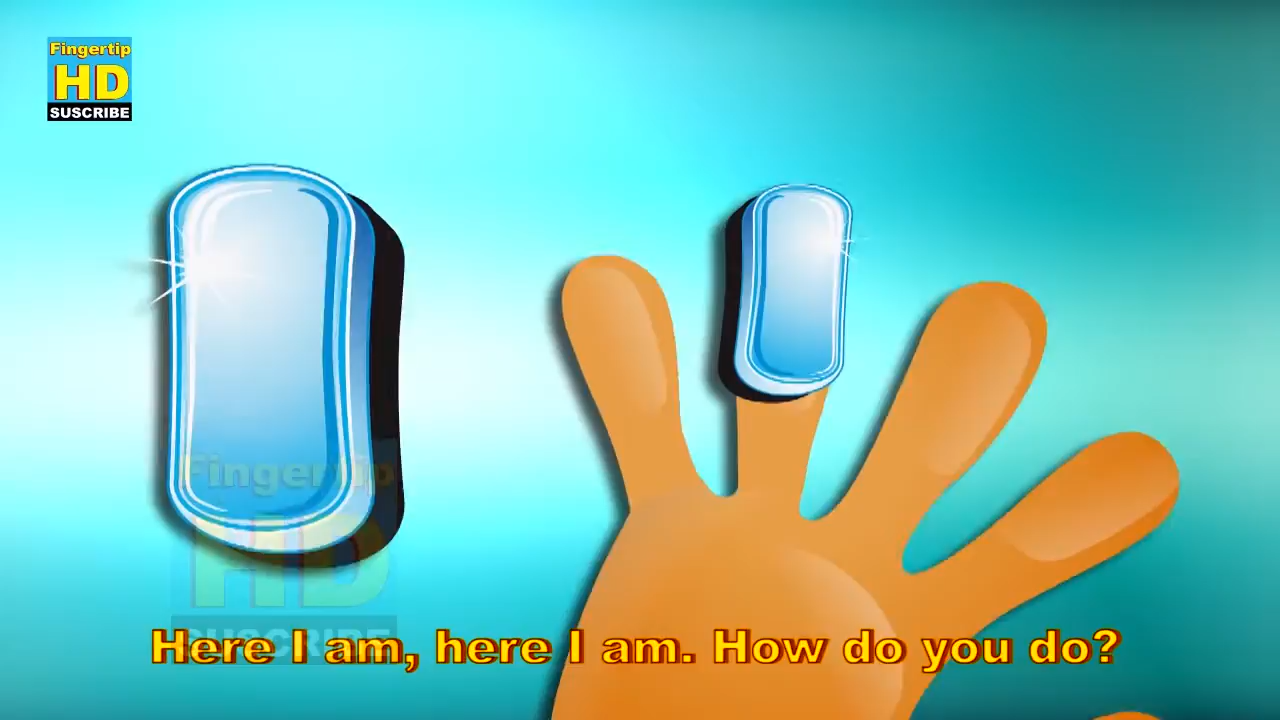 Fingertip
HD
SUSCRIBE
Fingertip
HD
SUSCRIBE
Here I am, here I am. How do you do?